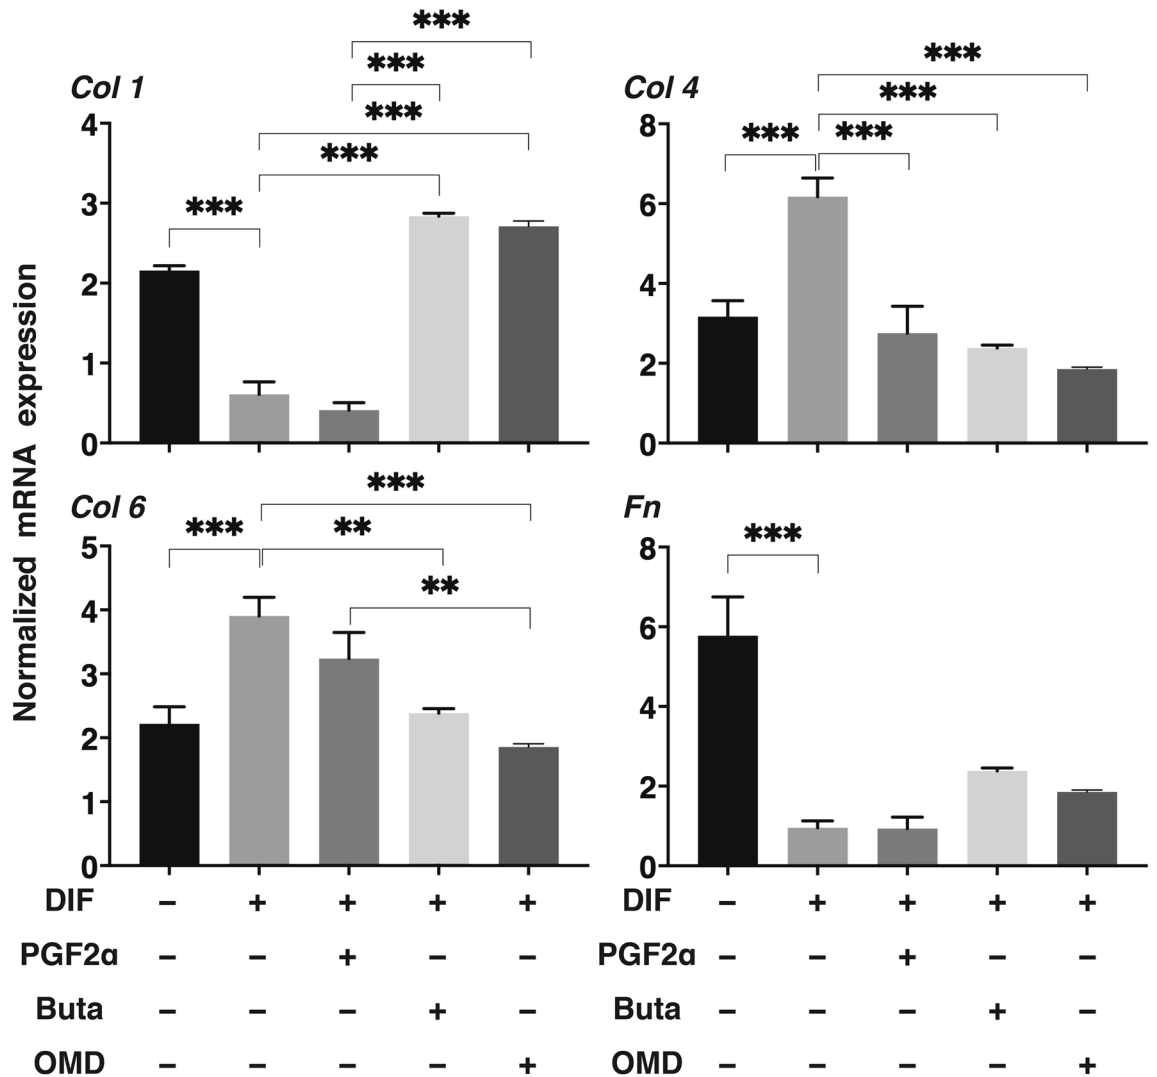 Normalized mRNA expression
***
***
***
***
***
Col 1
4
3
2
1
0
***
***
***
***
Col 4
8
6
4
2
0
***
***
**
**
Col 6
5
4
3
2
1
0
***
Fn
8
6
4
2
0
DIF – + + + +
PGF2α – – + – –
Buta – – – + –
OMD – – – – +
DIF – + + + +
PGF2α – – + – –
Buta – – – + –
OMD – – – – +